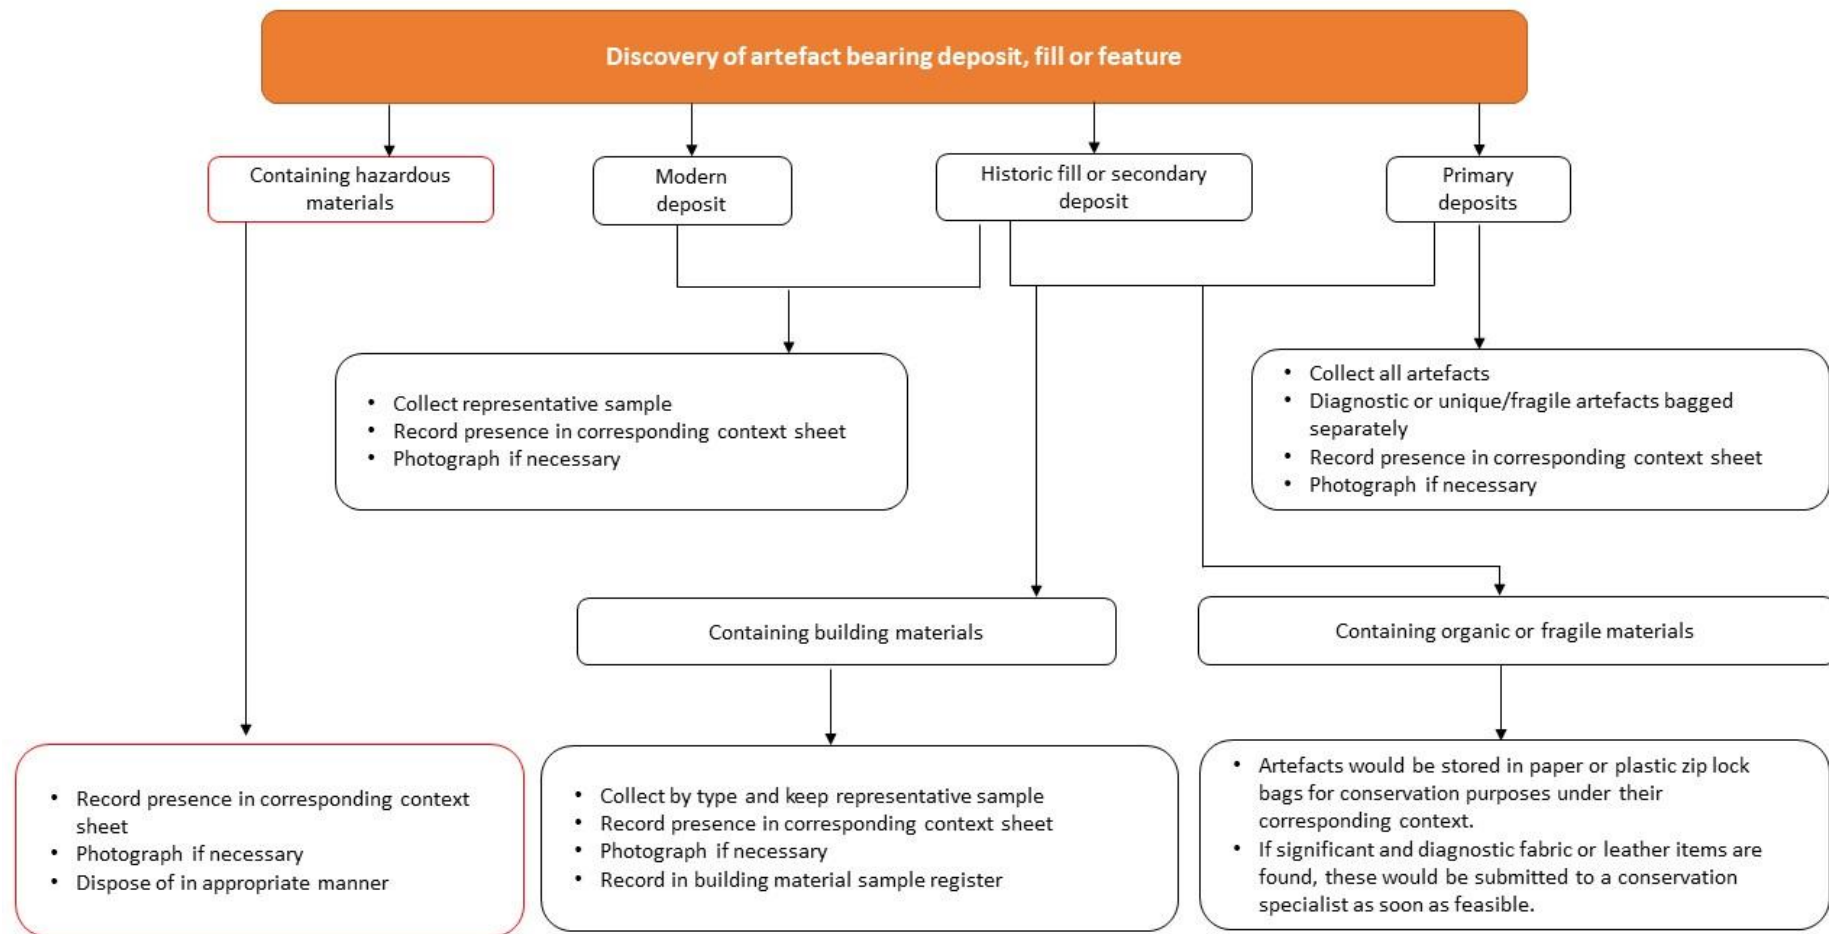 Discovery of artefact bearing deposit, fill or feature
Containing hazardous
materials
Modern
deposit
Historic fill or secondary
deposit
Primary
deposits
• Collect representative sample
• Record presence in corresponding context sheet
• Photograph if necessary
• Collect all artefacts
• Diagnostic or unique/fragile artefacts bagged
separately
• Record presence in corresponding context sheet
• Photograph if necessary
Containing building materials
Containing organic or fragile materials
• Record presence in corresponding context
sheet
• Photograph if necessary
• Dispose of in appropriate manner
• Collect by type and keep representative sample
• Record presence in corresponding context sheet
• Photograph if necessary
• Record in building material sample register
• Artefacts would be stored in paper or plastic zip lock
bags for conservation purposes under their
corresponding context.
• If significant and diagnostic fabric or leather items are
found, these would be submitted to a conservation
specialist as soon as feasible.